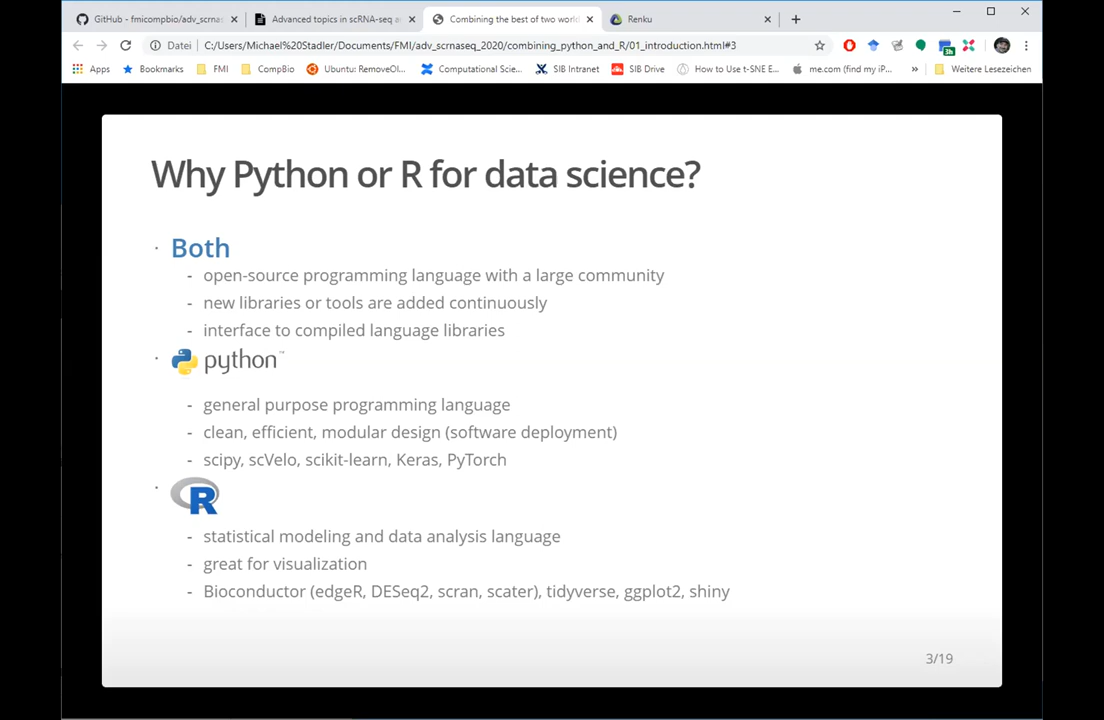 GitHub - fmicompbio/adv_scrnas
Advanced topics in scRNA-seq a
Combining the best of two worl
Renku
Datei
C:/Users/Michael%20Stadler/Documents/FMI/adv_scrnaseq_2020/combining_python_and_R/01_introduction.html#3
3h
Apps
Bookmarks
FMI
CompBio
Ubuntu: RemoveOl...
Computational Scie...
SIB Intranet
SIB Drive
How to Use t-SNE E...
me.com (find my iP...
»
Weitere Lesezeichen
Why Python or R for data science?
· Both
- open-source programming language with a large community
- new libraries or tools are added continuously
- interface to compiled language libraries
· python™
- general purpose programming language
- clean, efficient, modular design (software deployment)
- scipy, scVelo, scikit-learn, Keras, PyTorch
· R
- statistical modeling and data analysis language
- great for visualization
- Bioconductor (edgeR, DESeq2, scran, scater), tidyverse, ggplot2, shiny
3/19